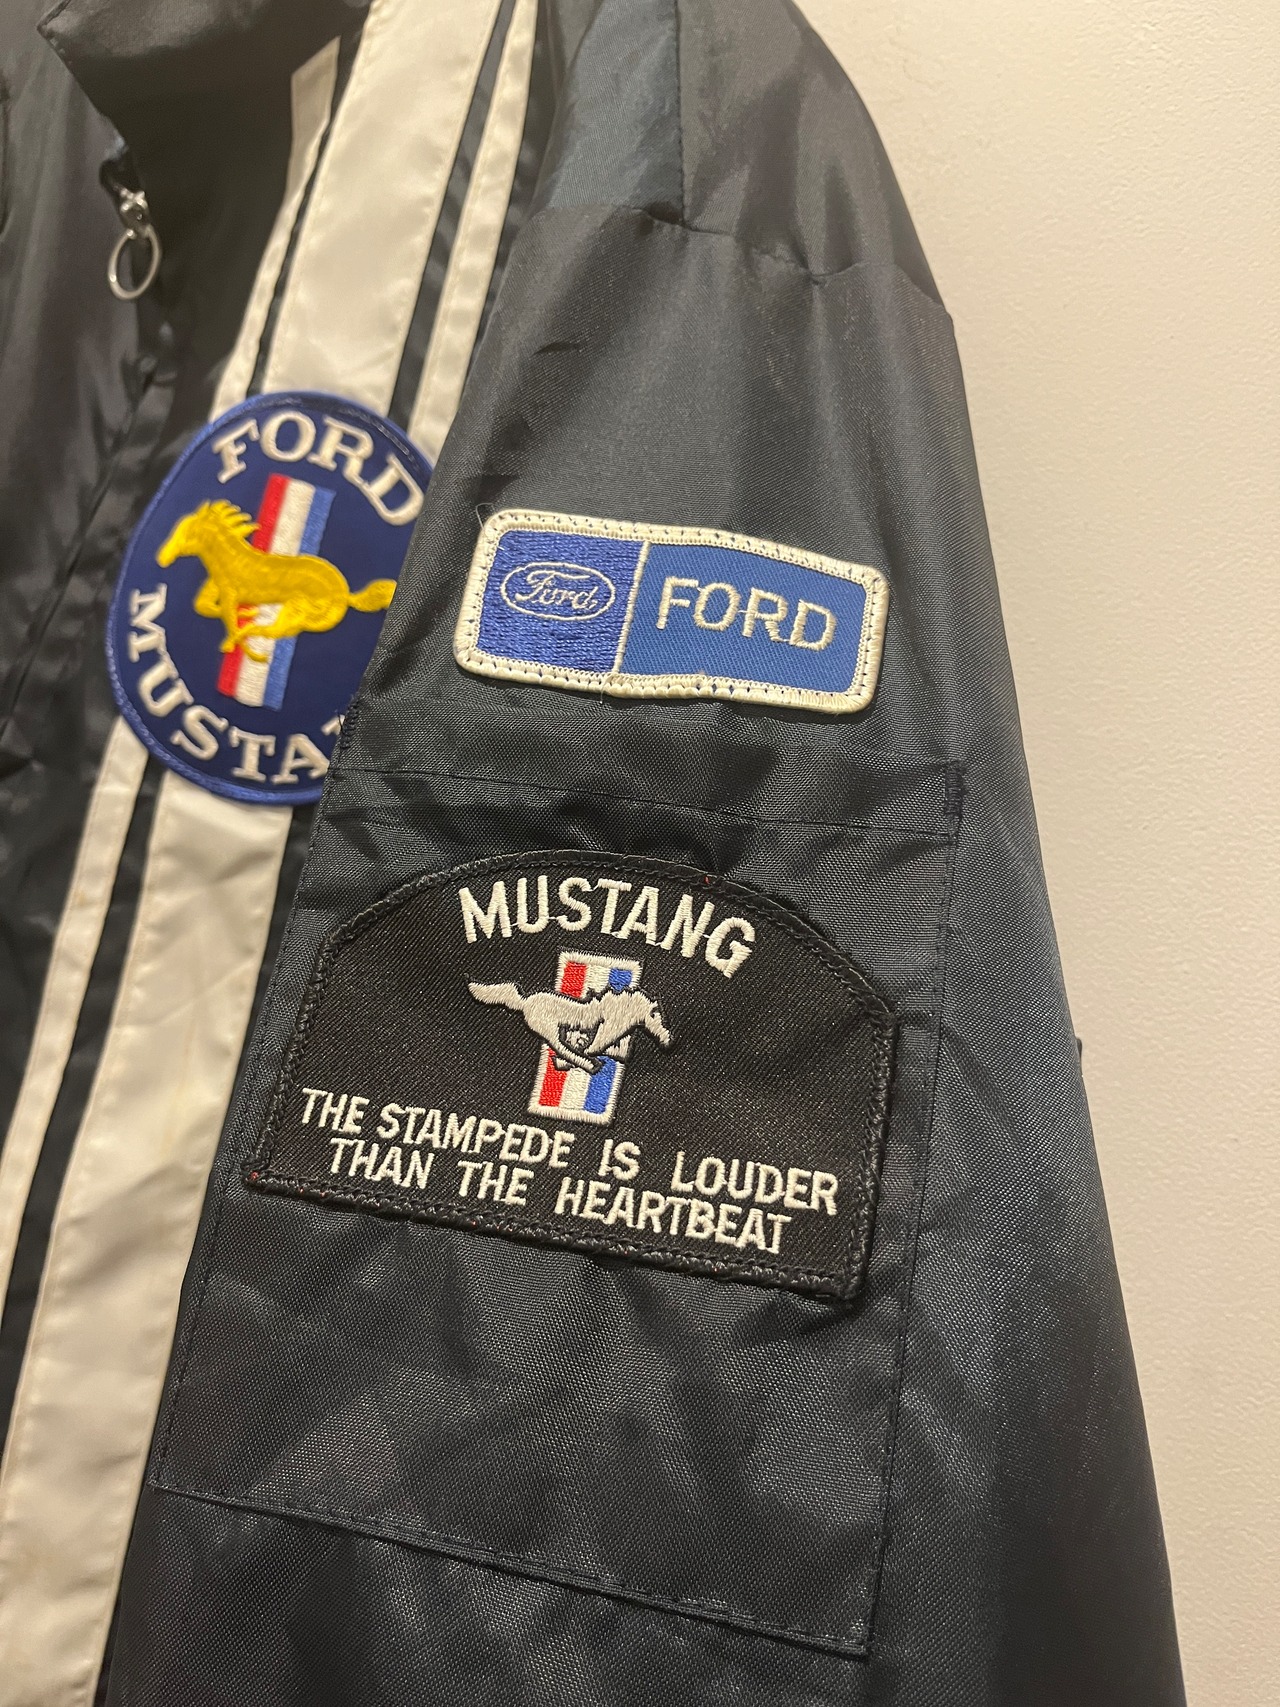 FORD
MUSTA
Ford
FORD
MUSTANG
THE STAMPEDE IS LOUDER
THAN THE HEARTBEAT